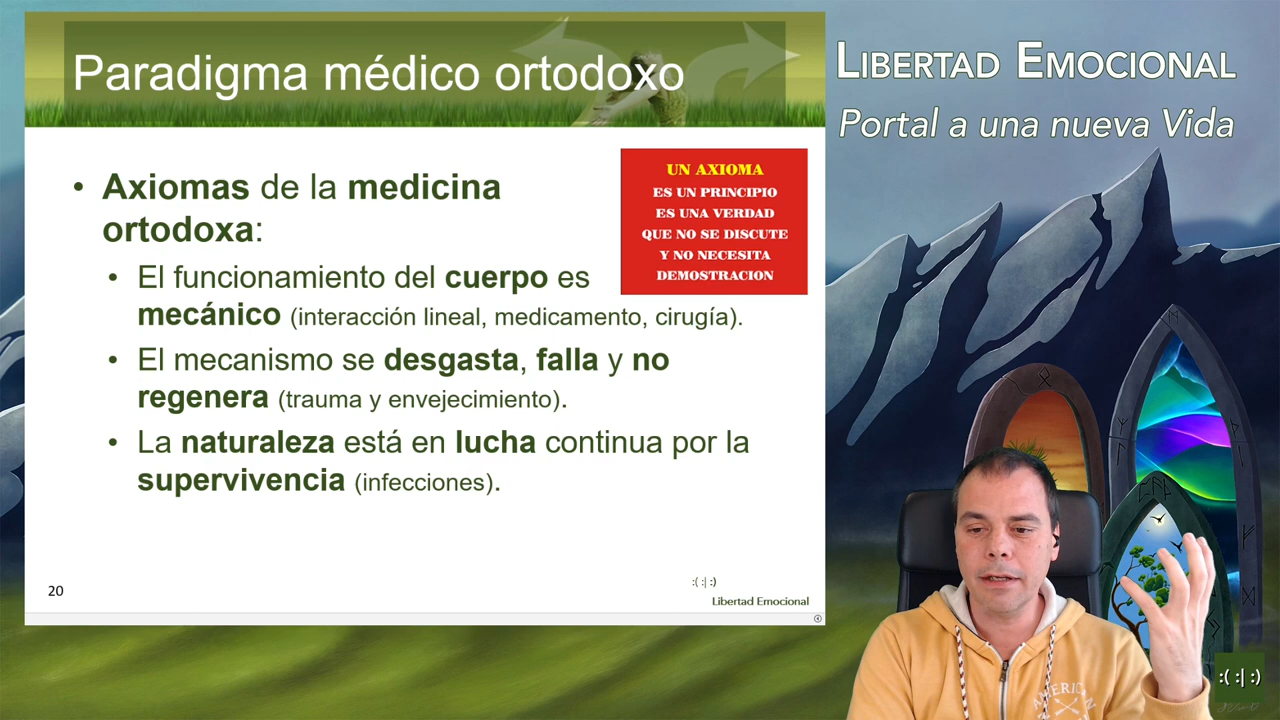 Paradigma médico ortodoxo
• Axiomas de la medicina
ortodoxa:
• El funcionamiento del cuerpo es
mecánico (interacción lineal, medicamento, cirugía).
• El mecanismo se desgasta, falla y no
regenera (trauma y envejecimiento).
• La naturaleza está en lucha continua por la
supervivencia (infecciones).
UN AXIOMA
ES UN PRINCIPIO
ES UNA VERDAD
QUE NO SE DISCUTE
Y NO NECESITA
DEMOSTRACION
20
:( :| :)
Libertad Emocional
LIBERTAD EMOCIONAL
Portal a una nueva Vida
AMERICAN
:( :| :)